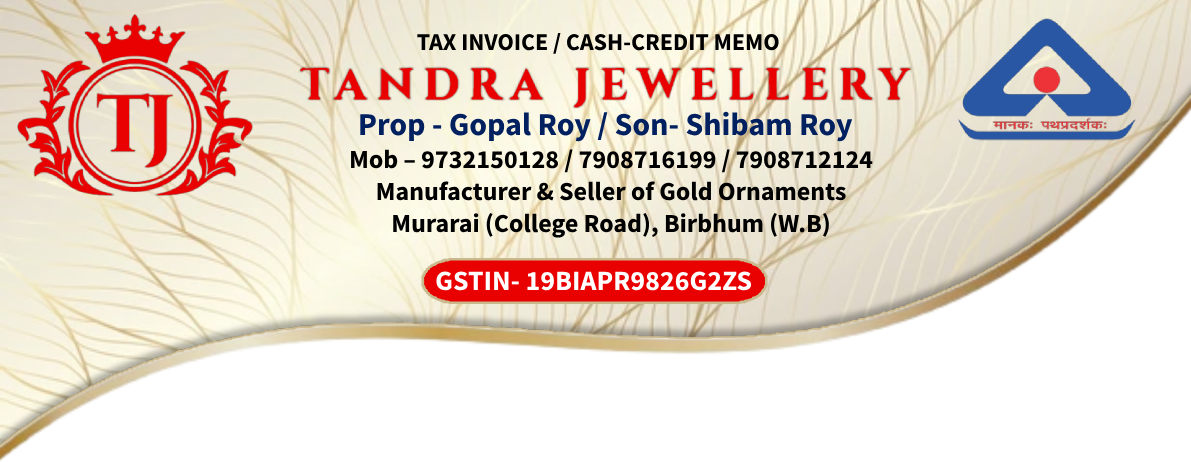 TJ
TAX INVOICE / CASH-CREDIT MEMO
TANDRA JEWELLERY
Prop - Gopal Roy / Son- Shibam Roy
मानकः पथप्रदर्शकः
Mob – 9732150128 / 7908716199 / 7908712124
Manufacturer & Seller of Gold Ornaments
Murarai (College Road), Birbhum (W.B)
GSTIN- 19BIAPR9826G2ZS